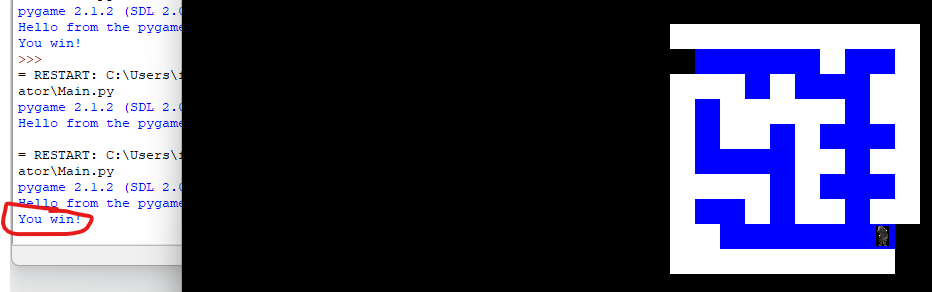 pygame 2.1.2 (SDL 2.0
Hello from the pygame
You win!
>>>
= RESTART: C:\Users\
ator\Main.py
pygame 2.1.2 (SDL 2.0
Hello from the pygame
= RESTART: C:\Users\
ator\Main.py
pygame 2.1.2 (SDL 2.0
Hello from the pygame
You win!